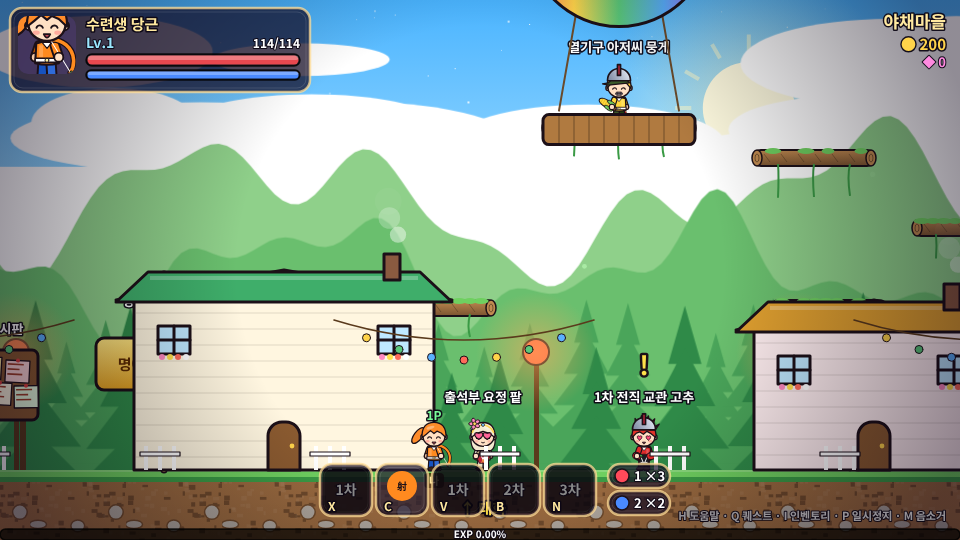 수련생 당근
Lv.1
114/114
야채마을
200
0
열기구 아저씨 뭉게
시판
명
출석부 요정 팥
1차 전직 교관 고추
!
1P
1차
X
射
C
1차
V
2차
B
3차
N
1 ×3
2 ×2
H 도움말 · Q 퀘스트 · I 인벤토리 · P 일시정지 · M 음소거
EXP 0.00%